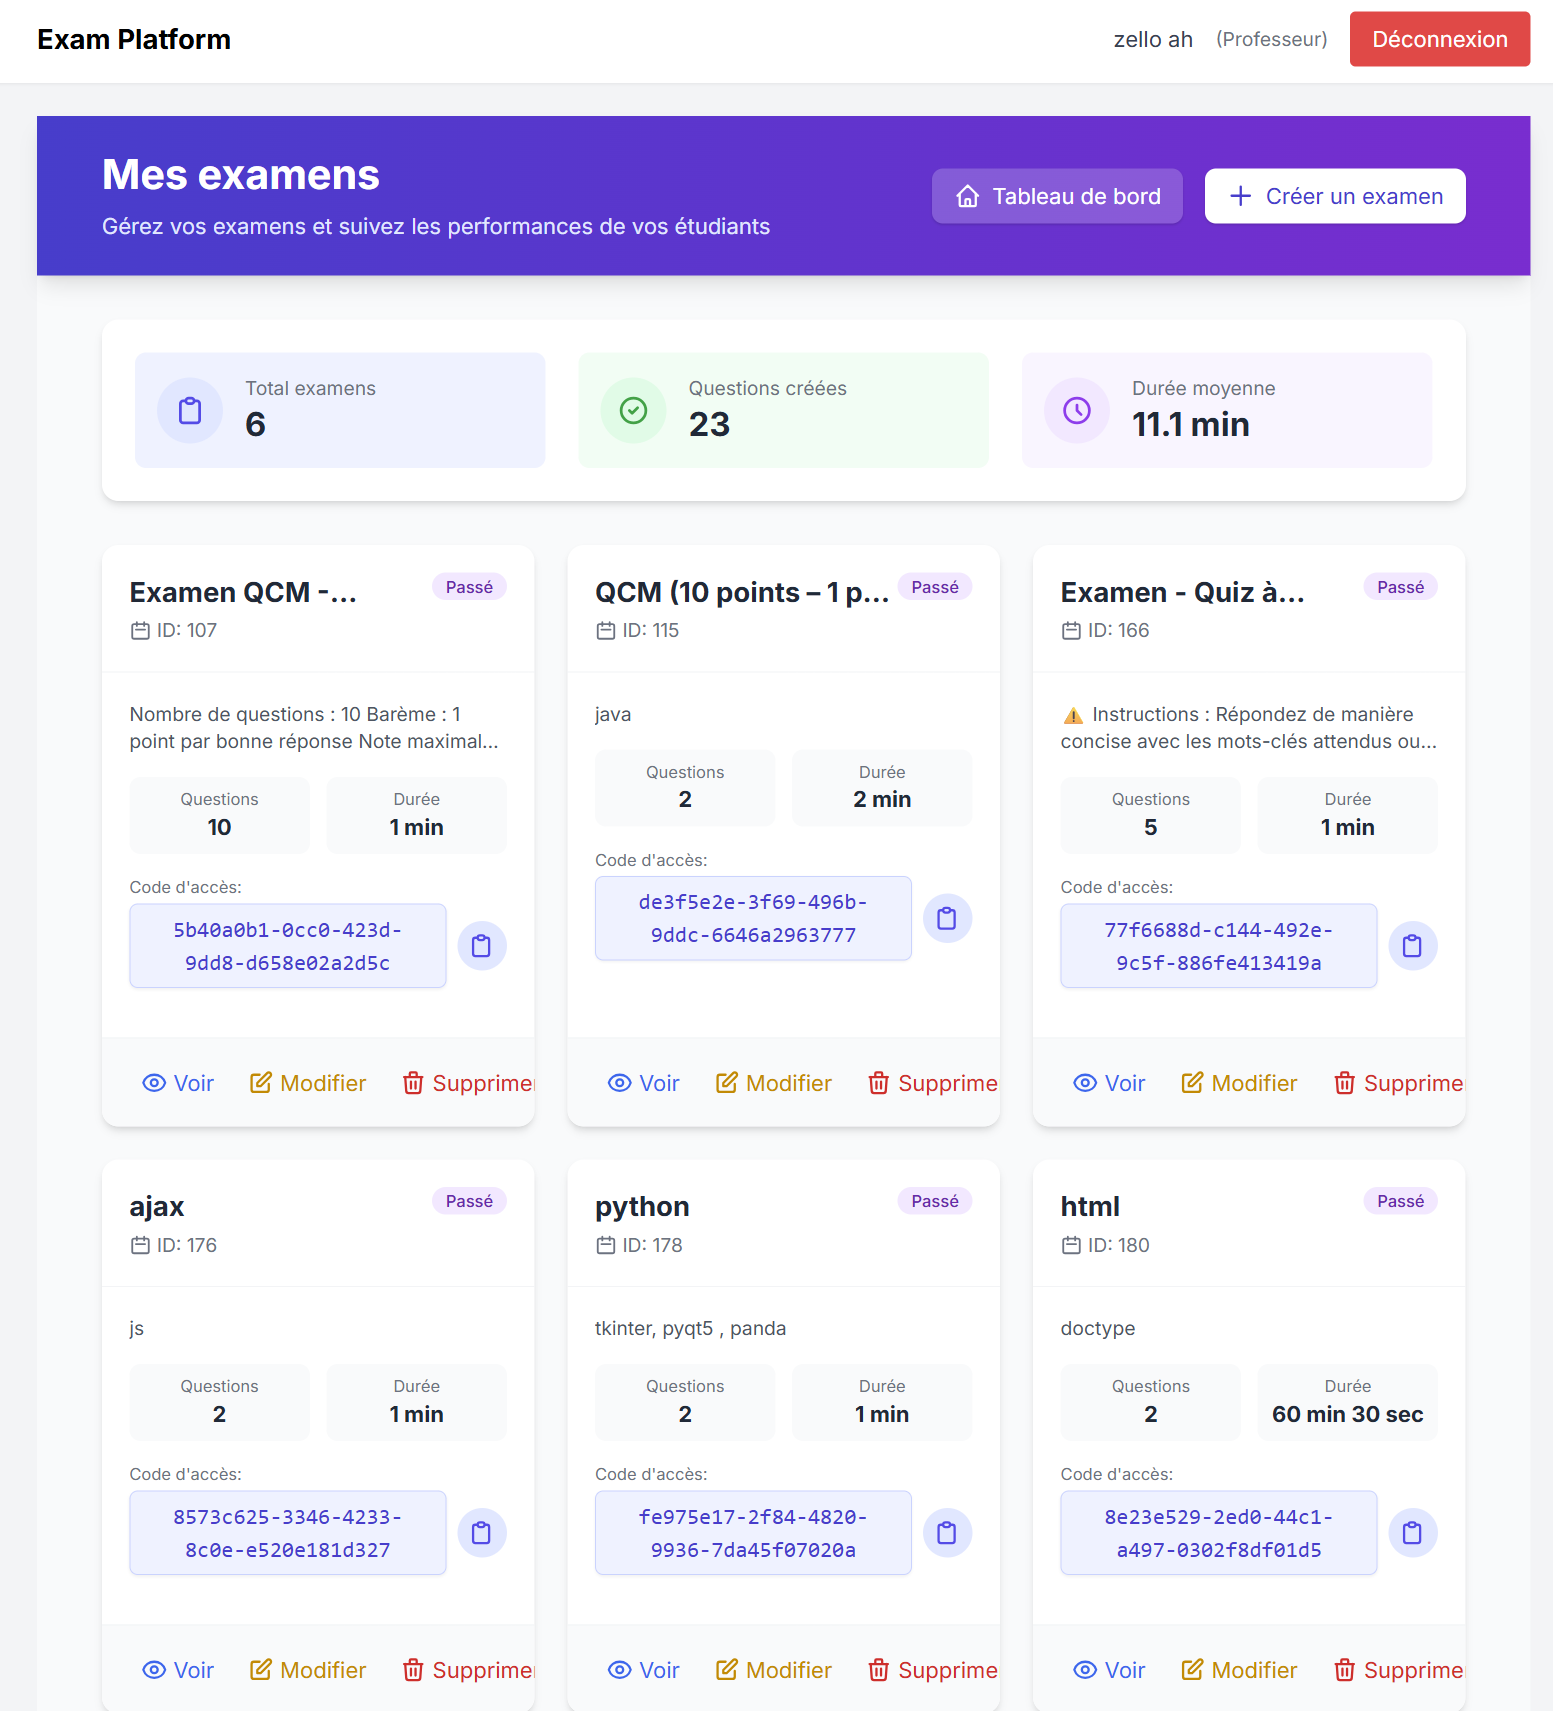 Exam Platform
zello ah (Professeur) Déconnexion
Mes examens
Gérez vos examens et suivez les performances de vos étudiants
Tableau de bord
Créer un examen
Total examens
6
Questions créées
23
Durée moyenne
11.1 min
Examen QCM -...
Passé
ID: 107
Nombre de questions : 10 Barème : 1
point par bonne réponse Note maximal...
Questions
10
Durée
1 min
Code d'accès:
5b40a0b1-0cc0-423d-
9dd8-d658e02a2d5c
Voir Modifier Supprimer
QCM (10 points – 1 p...
Passé
ID: 115
java
Questions
2
Durée
2 min
Code d'accès:
de3f5e2e-3f69-496b-
9ddc-6646a2963777
Voir Modifier Supprime
Examen - Quiz à...
Passé
ID: 166
⚠️ Instructions : Répondez de manière
concise avec les mots-clés attendus ou...
Questions
5
Durée
1 min
Code d'accès:
77f6688d-c144-492e-
9c5f-886fe413419a
Voir Modifier Supprime
ajax
Passé
ID: 176
js
Questions
2
Durée
1 min
Code d'accès:
8573c625-3346-4233-
8c0e-e520e181d327
Voir Modifier Supprimer
python
Passé
ID: 178
tkinter, pyqt5 , panda
Questions
2
Durée
1 min
Code d'accès:
fe975e17-2f84-4820-
9936-7da45f07020a
Voir Modifier Supprime
html
Passé
ID: 180
doctype
Questions
2
Durée
60 min 30 sec
Code d'accès:
8e23e529-2ed0-44c1-
a497-0302f8df01d5
Voir Modifier Supprime